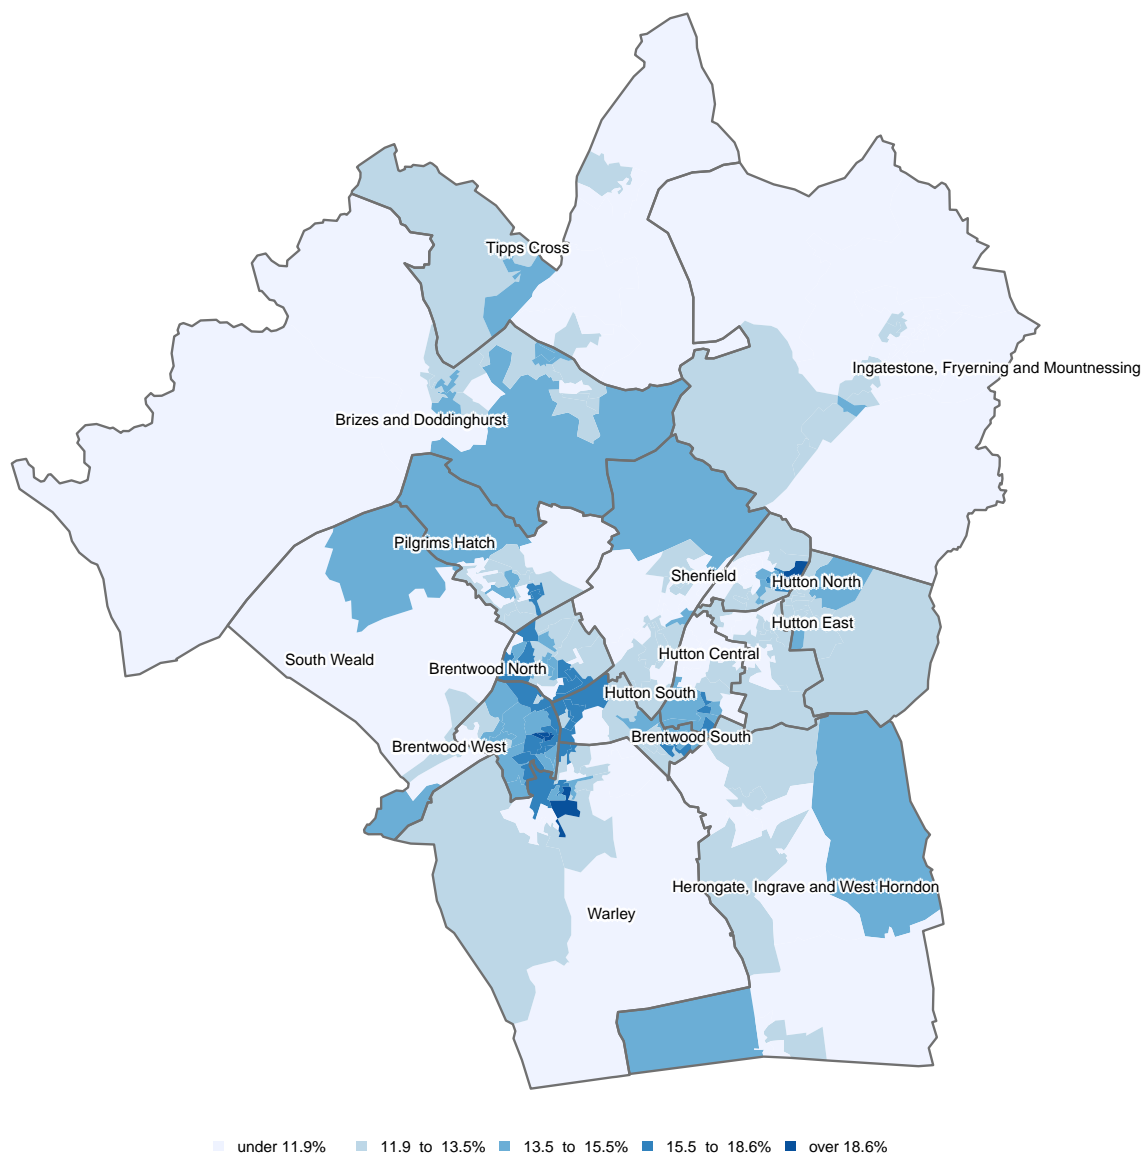 Tipps Cross
Ingatestone, Fryerning and Mountnessing
Brizes and Doddinghurst
Pilgrims Hatch
Shenfield
Hutton North
Hutton East
South Weald
Brentwood North
Hutton Central
Hutton South
Brentwood South
Brentwood West
Herongate, Ingrave and West Horndon
Warley
under 11.9% 11.9 to 13.5% 13.5 to 15.5% 15.5 to 18.6% over 18.6%